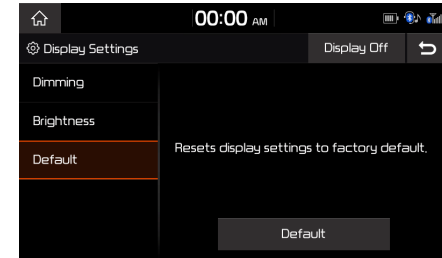 00:00 AM
Display Settings
Display Off
Dimming
Brightness
Default
Resets display settings to factory default.
Default